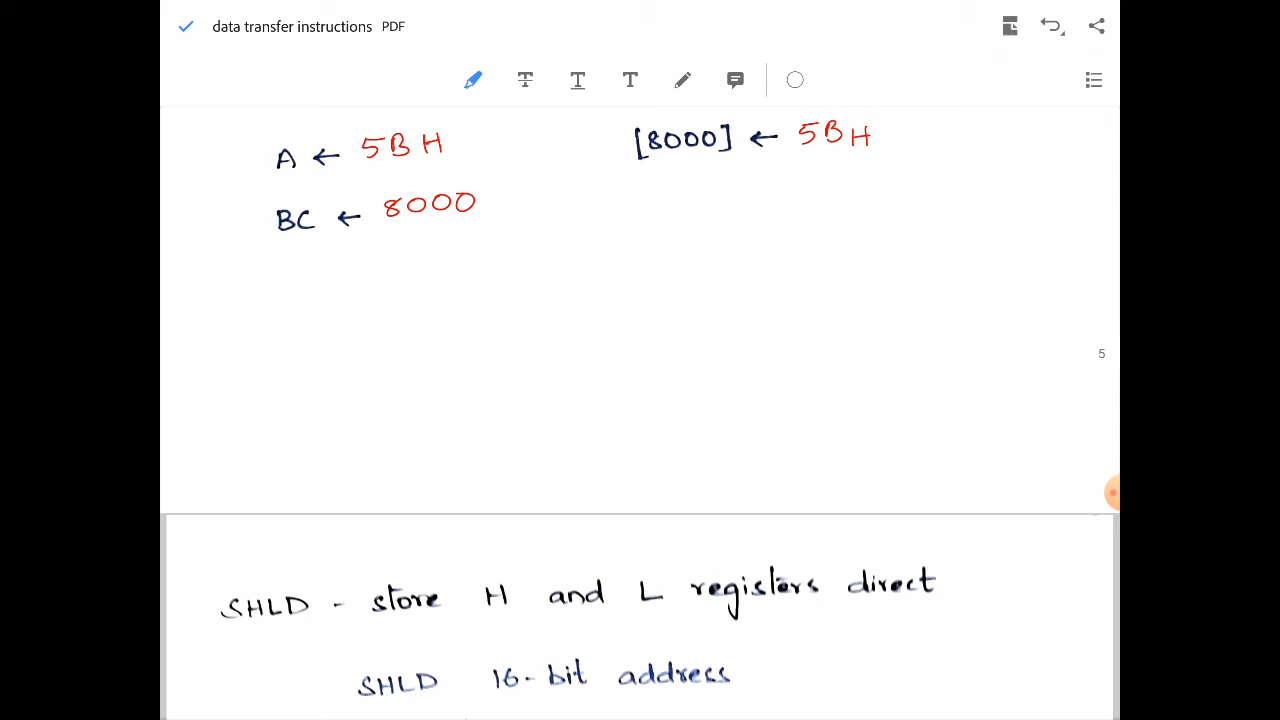 data transfer instructions PDF
A ← 5BH
[8000] ← 5BH
BC ← 8000
5
SHLD - store H and L registers direct
SHLD 16-bit address